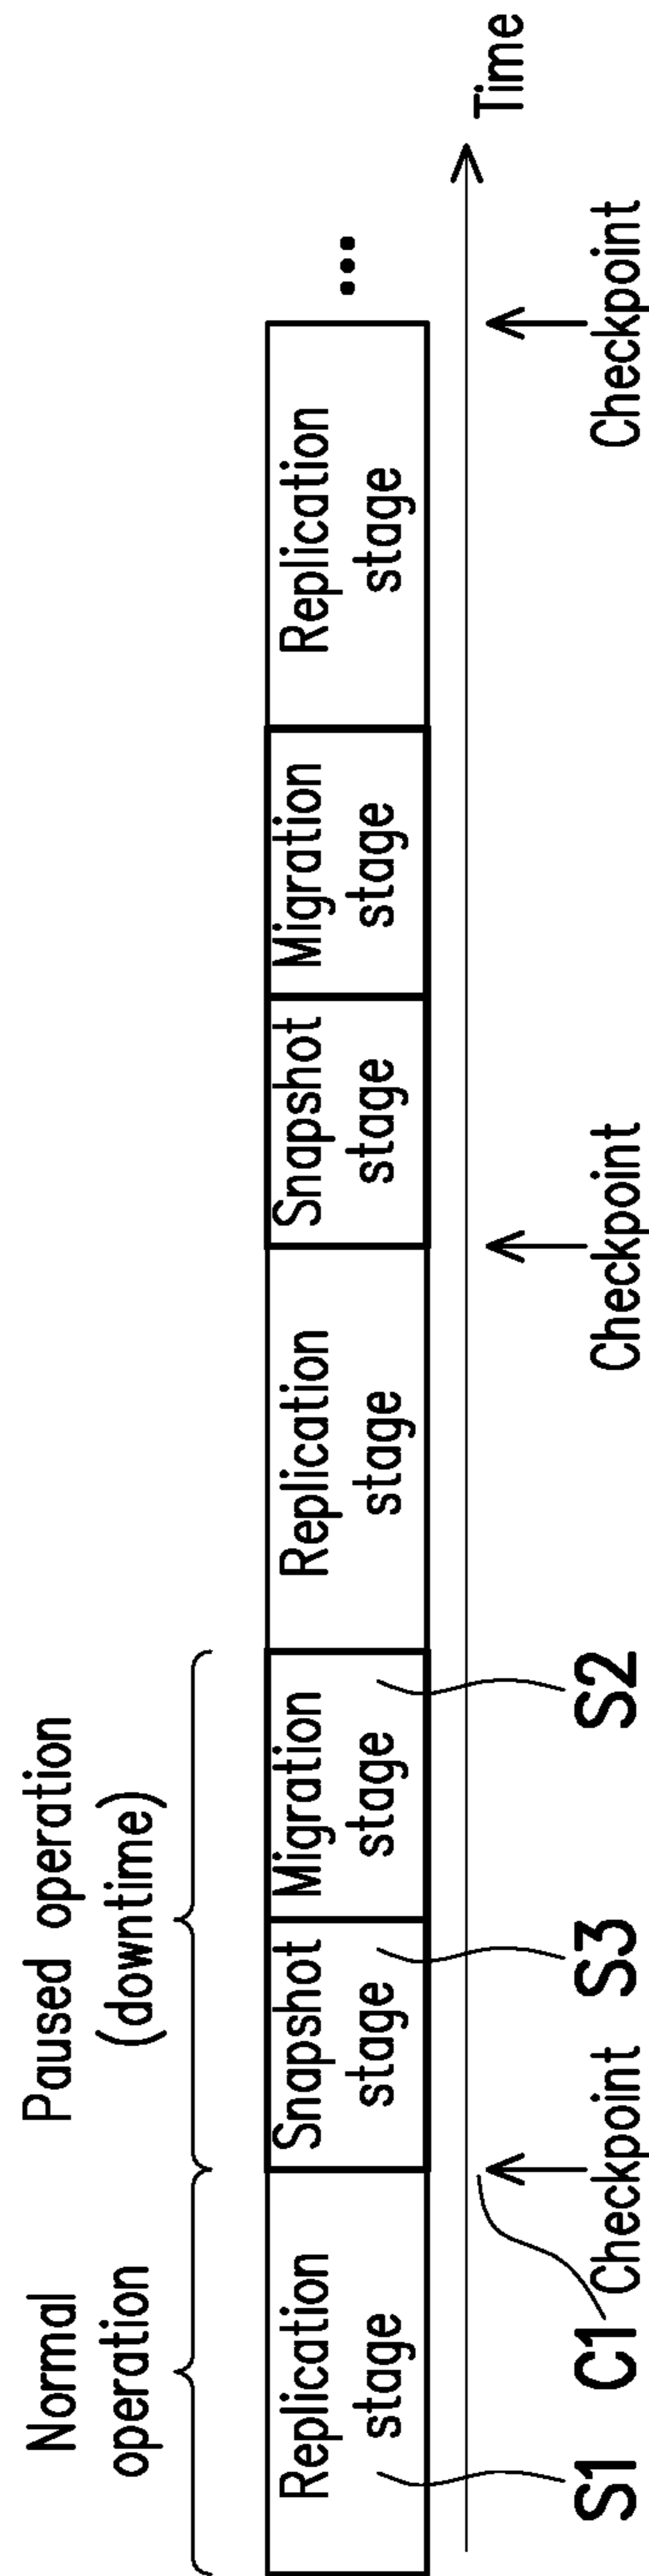 Normal
operation
Paused operation
(downtime)
Replication
stage
Snapshot
stage
Migration
stage
Replication
stage
Snapshot
stage
Migration
stage
Replication
stage
...
Time
S1
C1
Checkpoint
S3
S2
Checkpoint
Checkpoint